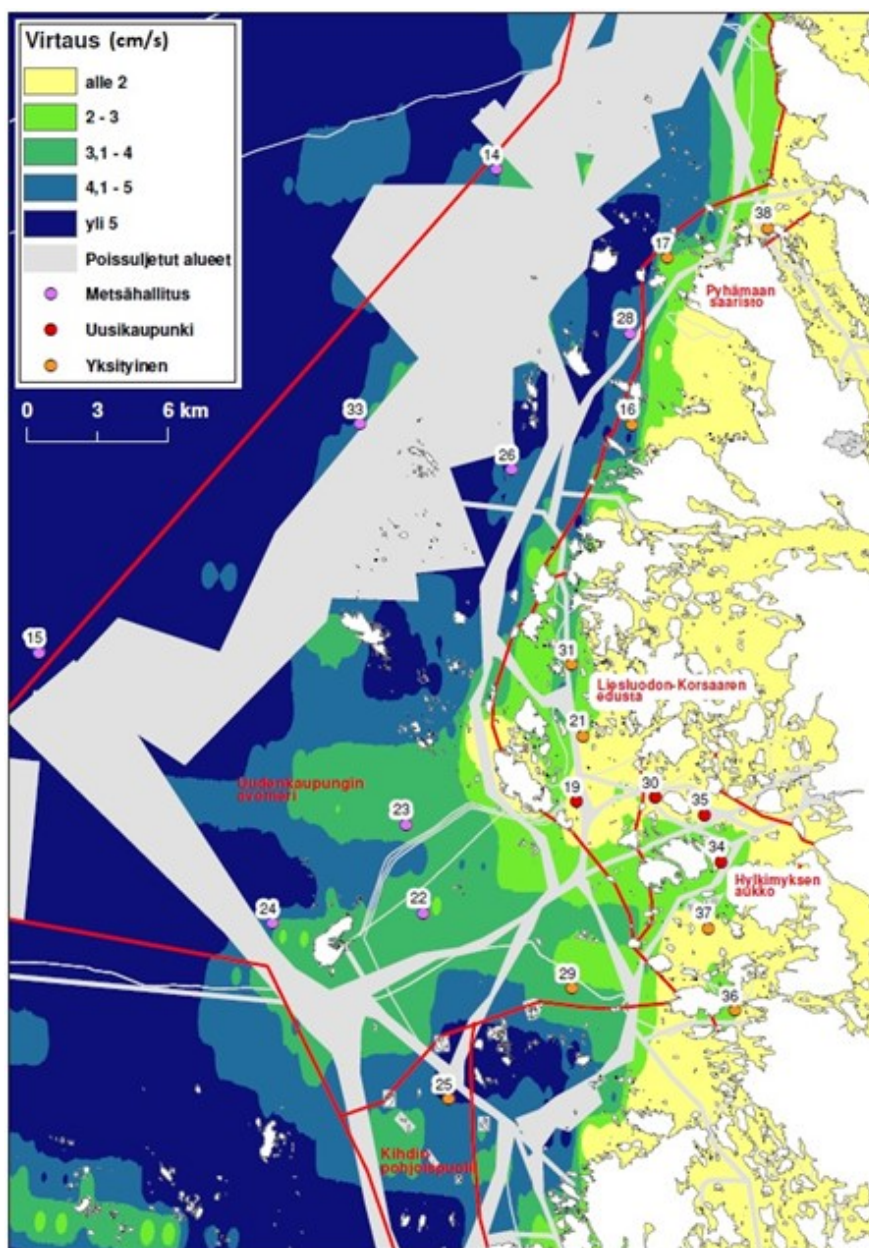 Virtaus (cm/s)
alle 2
2 - 3
3,1 - 4
4,1 - 5
yli 5
Poissuljetut alueet
Metsähallitus
Uusikaupunki
Yksityinen
0 3 6 km
14
38
17
Pyhämaan
saaristo
28
33
16
26
15
31
Liesluodon-Korsaaren
edusta
21
Uudenkaupungin
avomeri
19
30
35
23
34
Hylkimyksen
aukko
22
24
37
29
36
25
Kihdin
pohjoispuoli